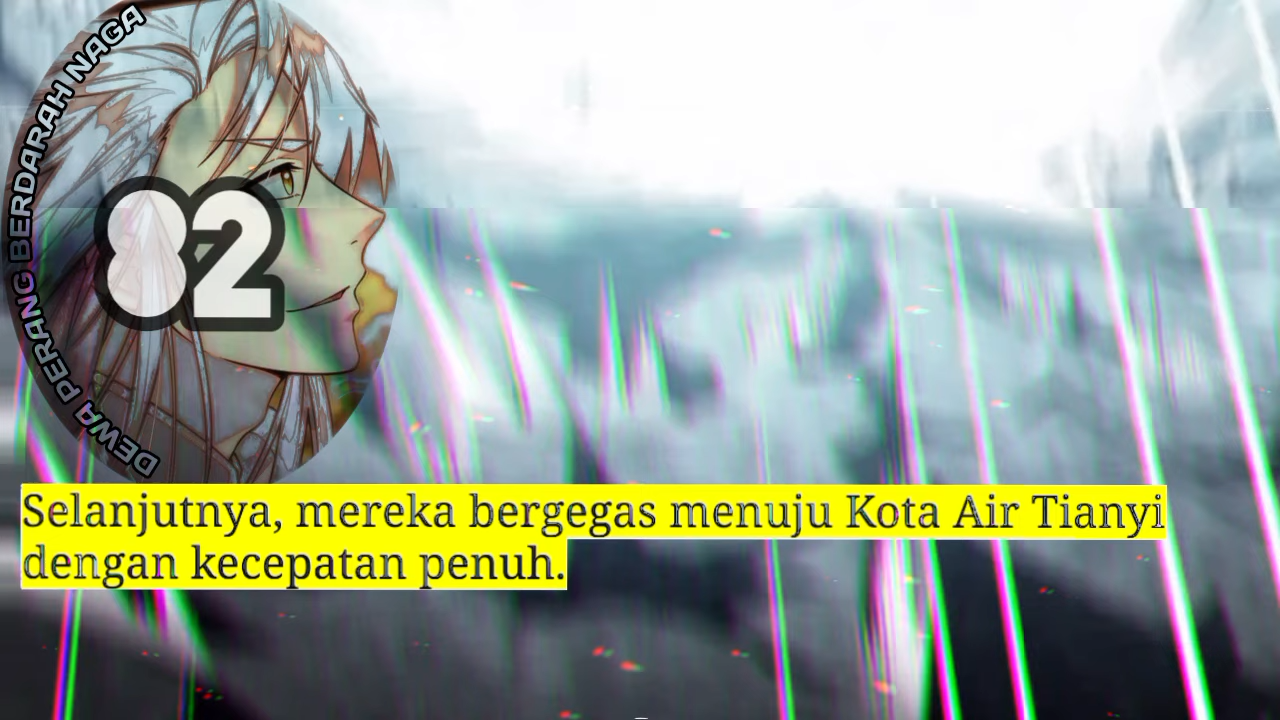 DEWA PERANG BERDARAH NAGA
82
Selanjutnya, mereka bergegas menuju Kota Air Tianyi
dengan kecepatan penuh.